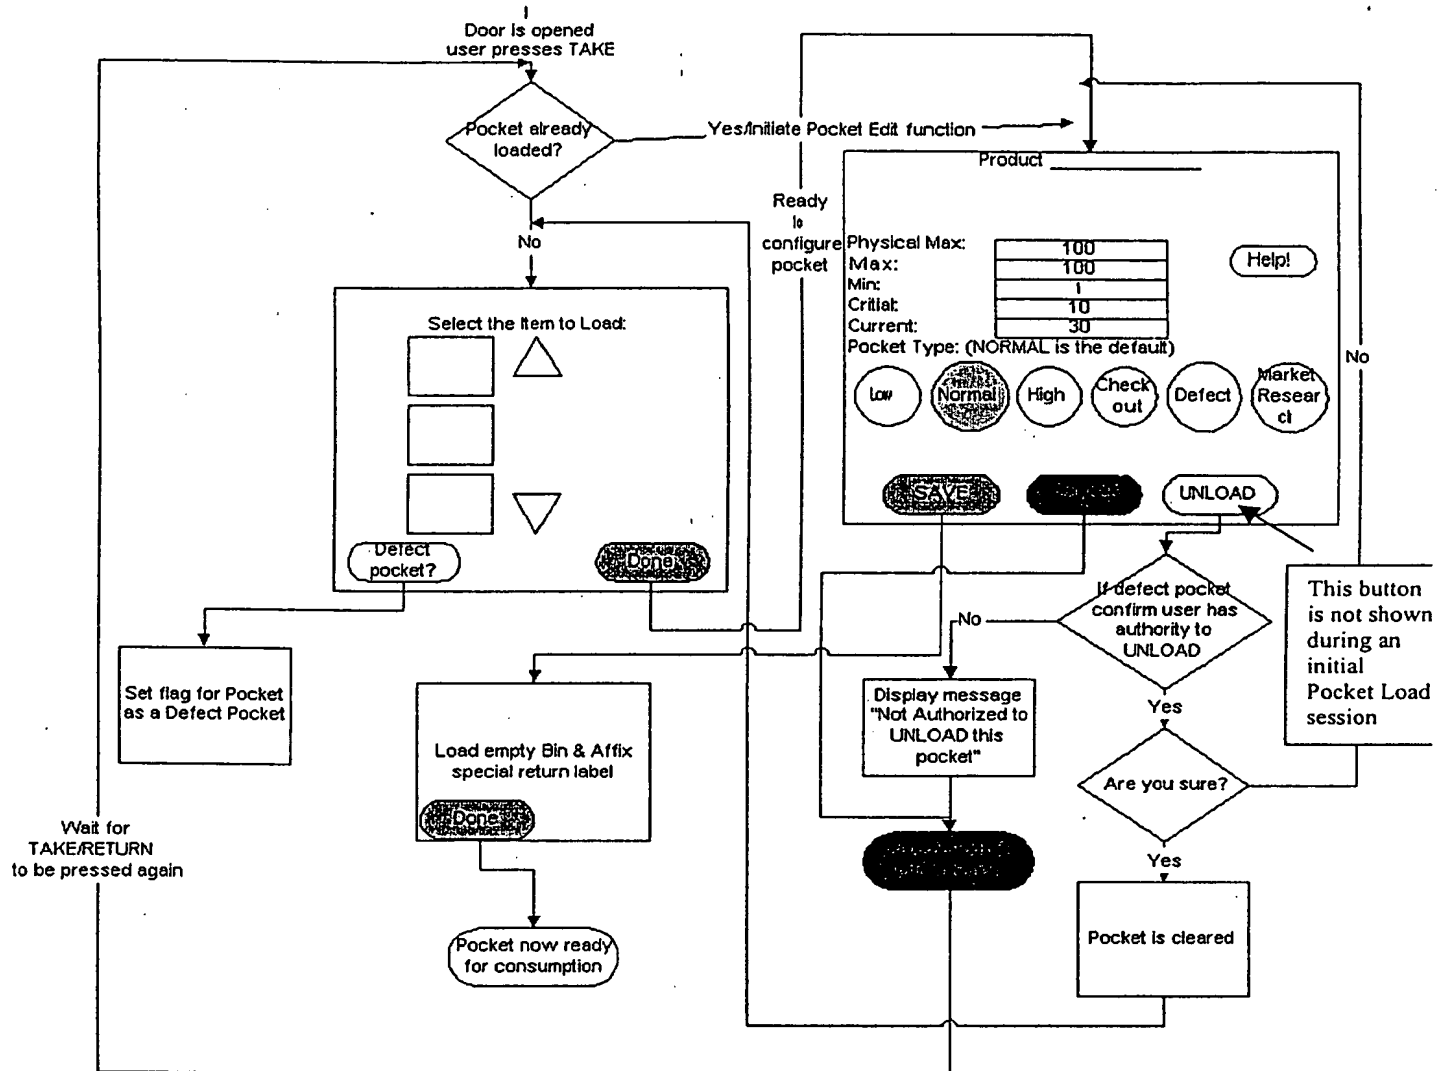 Door is opened
user presses TAKE
Pocket already
loaded?
Yes/Initiate Pocket Edit function
No
Ready
to
configure
pocket
Product
Physical Max:
100
Max:
100
Min:
1
Critial:
10
Current:
30
Pocket Type: (NORMAL is the default)
Help!
Low
Normal
High
Check
out
Defect
Market
Resear
ch
SAVE
UNLOAD
No
Select the Item to Load:
Defect
pocket?
Done
Set flag for Pocket
as a Defect Pocket
Load empty Bin & Affix
special return label
Done
Pocket now ready
for consumption
If defect pocket
confirm user has
authority to
UNLOAD
No
Display message
"Not Authorized to
UNLOAD this
pocket"
Yes
Are you sure?
Yes
Pocket is cleared
This button
is not shown
during an
initial
Pocket Load
session
Wait for
TAKE/RETURN
to be pressed again